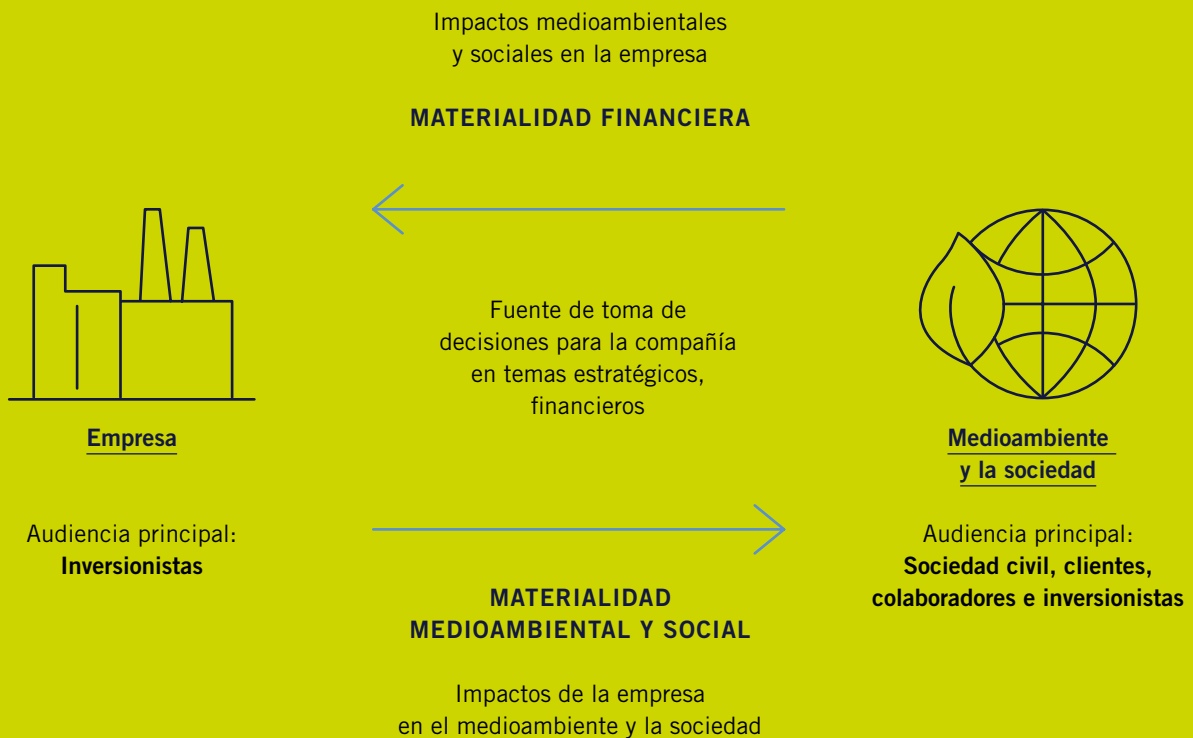 Impactos medioambientales
y sociales en la empresa
MATERIALIDAD FINANCIERA
Fuente de toma de
decisiones para la compañía
en temas estratégicos,
financieros
Empresa
Audiencia principal:
Inversionistas
Medioambiente
y la sociedad
Audiencia principal:
Sociedad civil, clientes,
colaboradores e inversionistas
MATERIALIDAD
MEDIOAMBIENTAL Y SOCIAL
Impactos de la empresa
en el medioambiente y la sociedad